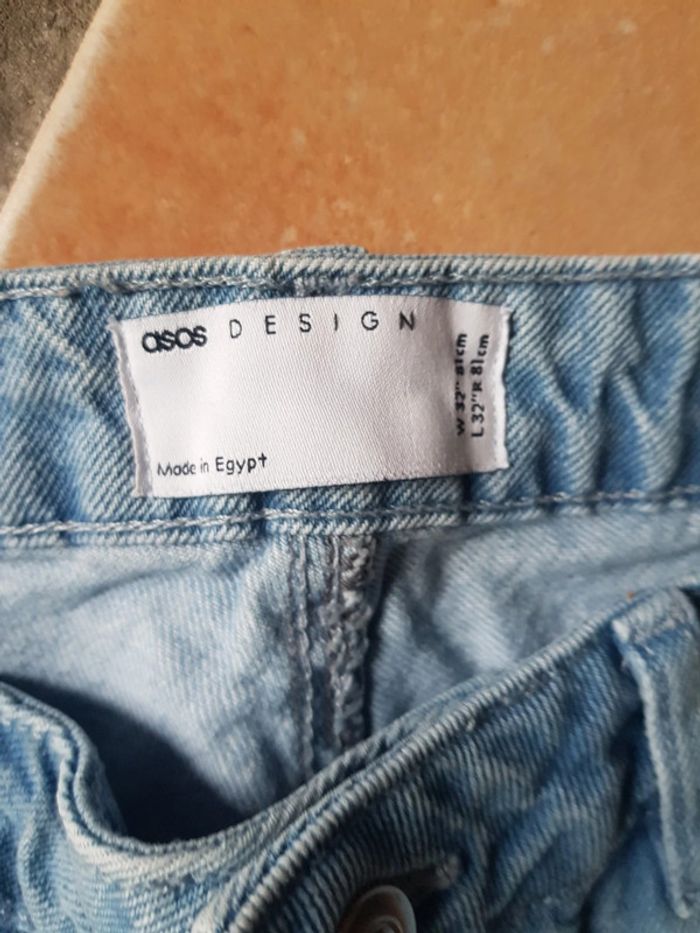 asos DESIGN
Made in Egypt
W 32" 81cm
L 32" R 81cm